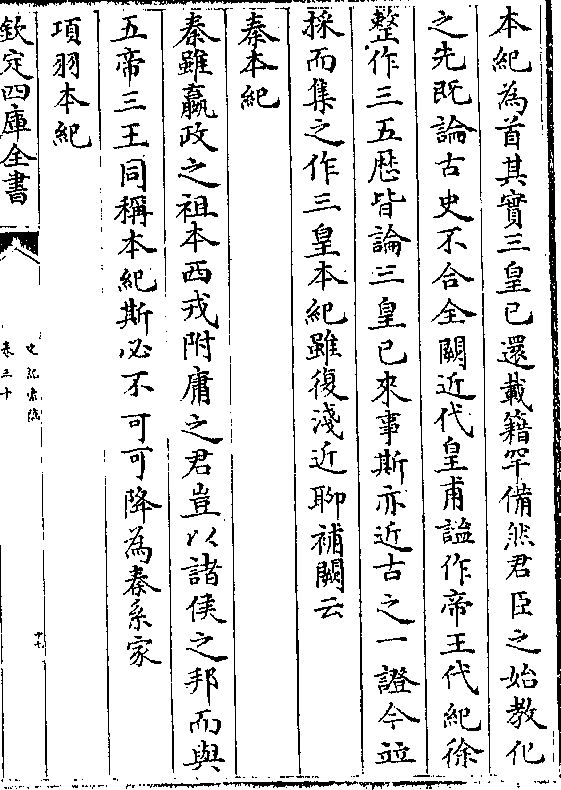 本紀為首其實三皇已還載籍罕備然君臣之始教化
之先既論古史不合全闕近代皇甫謐作帝王代紀徐
整作三五厯皆論三皇已來事斯亦近古之一證今竝
採而集之作三皇本紀雖復淺近聊補闕云
秦本紀
秦雖嬴政之祖本西戎附庸之君豈以諸侯之邦而與
五帝三王同稱本紀斯必不可可降為秦系家
項羽本紀
欽定四庫全書
史記索隱
卷三十